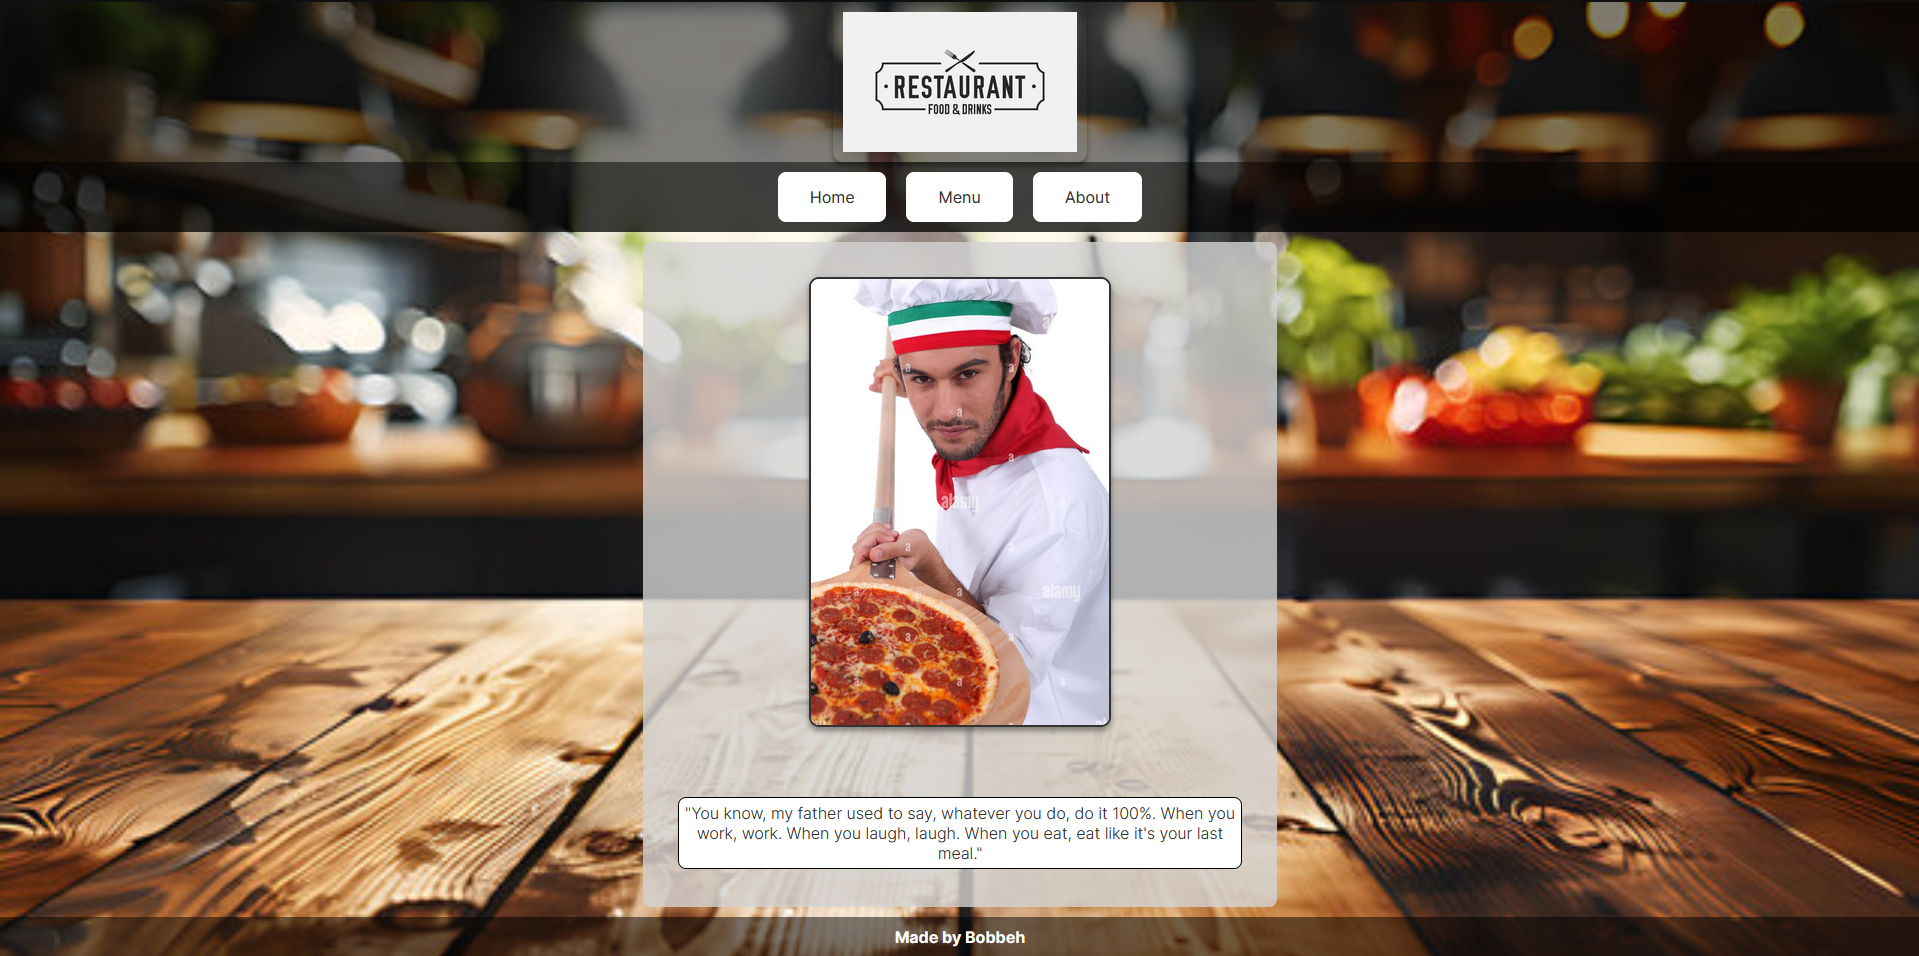 RESTAURANT
FOOD & DRINKS
Home
Menu
About
a
a
a
a
a
alamy
a
a
a
a
alamy
a
a
a
a
a
a
"You know, my father used to say, whatever you do, do it 100%. When you
work, work. When you laugh, laugh. When you eat, eat like it's your last
meal."
Made by Bobbeh